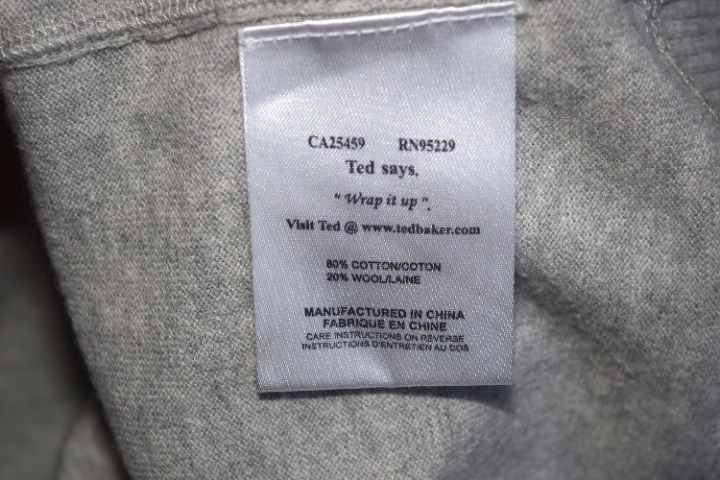 CA25459 RN95229
Ted says,
"Wrap it up".
Visit Ted @ www.tedbaker.com
80% COTTON/COTON
20% WOOL/LAINE
MANUFACTURED IN CHINA
FABRIQUE EN CHINE
CARE INSTRUCTIONS ON REVERSE
INSTRUCTIONS D'ENTRETIEN AU DOS